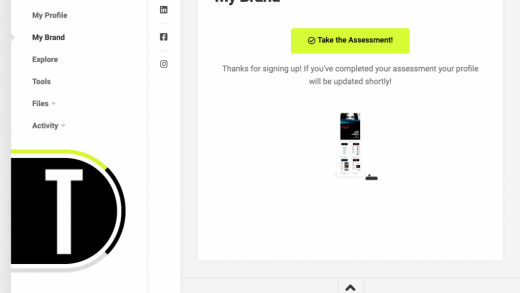 My Brand
My Profile
My Brand
Explore
Tools
Files
Activity
Take the Assessment!
Thanks for signing up! If you've completed your assessment your profile
will be updated shortly!
T